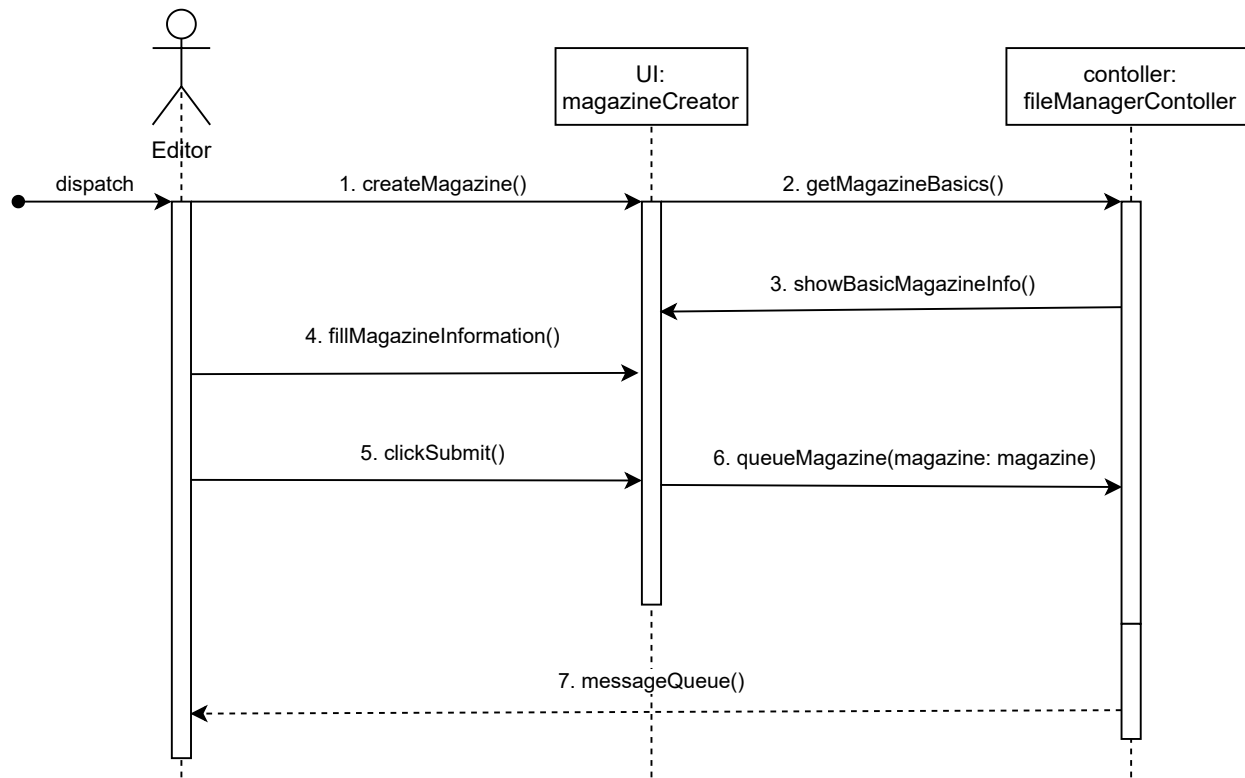 UI:
magazineCreator
contoller:
fileManagerContoller
Editor
dispatch
1. createMagazine()
2. getMagazineBasics()
3. showBasicMagazineInfo()
4. fillMagazineInformation()
5. clickSubmit()
6. queueMagazine(magazine: magazine)
7. messageQueue()